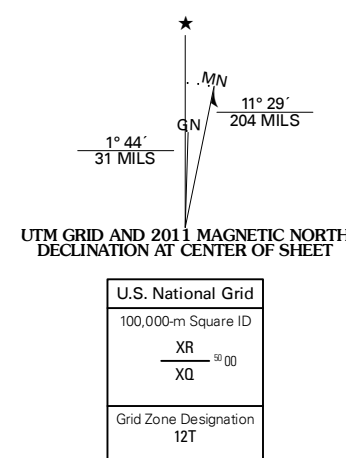 ★
MN
GN
11° 29´
204 MILS
1° 44´
31 MILS
UTM GRID AND 2011 MAGNETIC NORTH
DECLINATION AT CENTER OF SHEET
U.S. National Grid
100,000-m Square ID
XR
50 00
XQ
Grid Zone Designation
12T